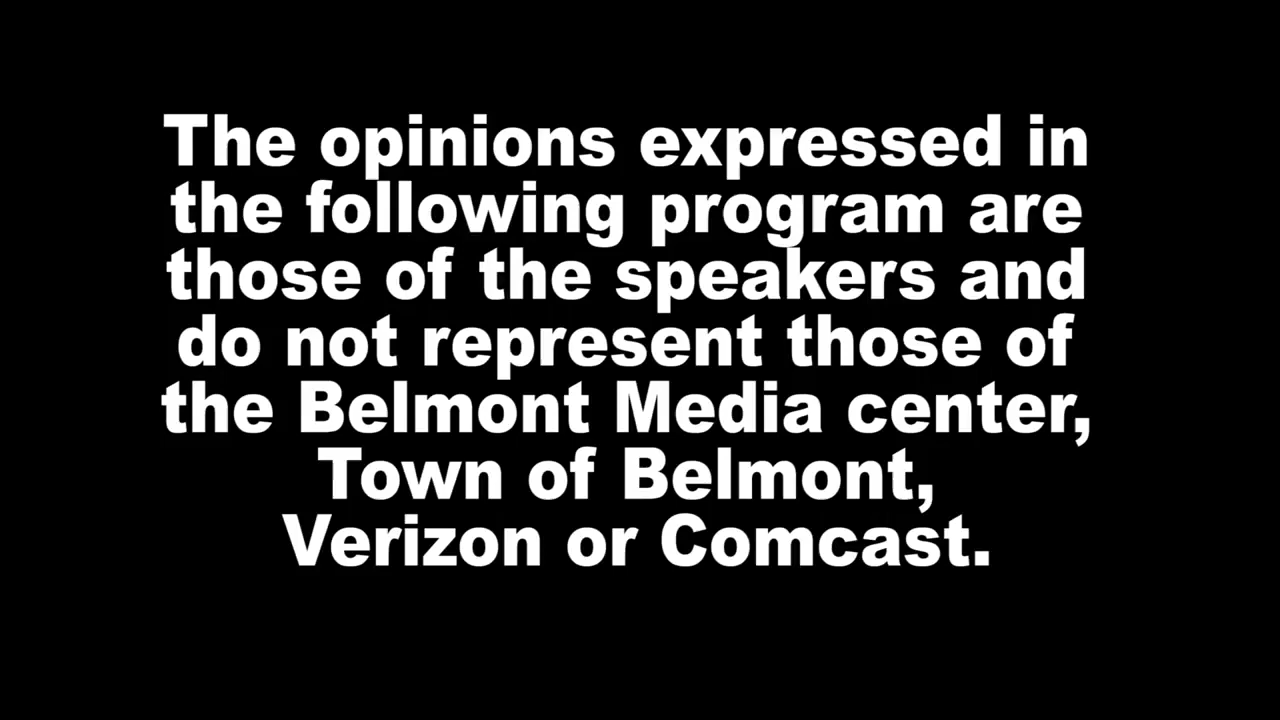 The opinions expressed in
the following program are
those of the speakers and
do not represent those of
the Belmont Media center,
Town of Belmont,
Verizon or Comcast.